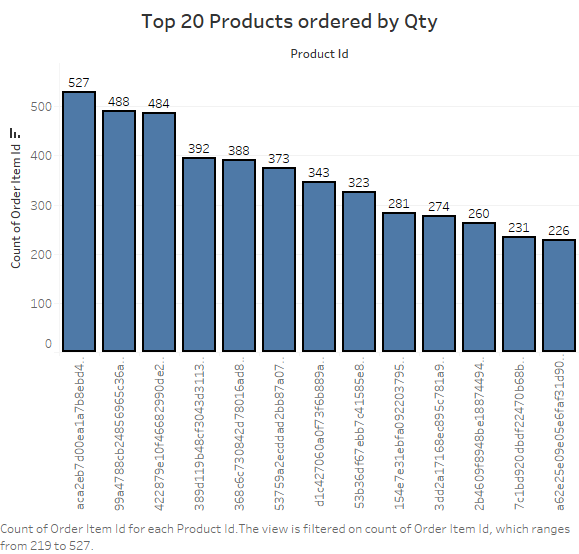 Top 20 Products ordered by Qty
Product Id
Count of Order Item Id
500
400
300
200
100
0
527
488
484
392
388
373
343
323
281
274
260
231
226
aca2eb7d00ea1a7b8ebd4..
99a4788cb24856965c36a..
422879e10f46682990de2..
389d119b48cf3043d3113..
368c6c730842d78016ad8..
53759a2ecddad2bb87a07..
d1c427060a0f73f6b889a..
53b36df67ebb7c41585e8..
154e7e31ebfa092203795..
3dd2a17168ec895c781a9..
2b4609f8948be18874494..
7c1bd920dbdf22470b68b..
a62e25e09e05e6faf31d90..
Count of Order Item Id for each Product Id.The view is filtered on count of Order Item Id, which ranges
from 219 to 527.